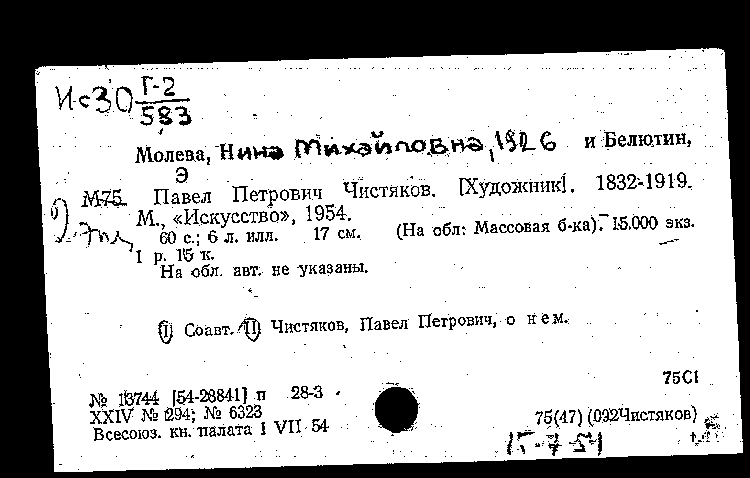 Ис30 Г-2
583
Молева, Нина Михайловна, 1926 и Белютин,
Э
М75 Павел Петрович Чистяков. [Художник]. 1832-1919.
М., «Искусство», 1954.
60 с.; 6 л. илл. 17 см. (На обл: Массовая б-ка). 15.000 экз.
1 р. 15 к.
На обл. авт. не указаны.
I Соавт. II Чистяков, Павел Петрович, о нем.
75С1
№ 13744 [54-28841] п 28-3
XXIV № 294; № 6323
75(47) (092Чистяков)
Всесоюз. кн. палата 1 VII 54
15-7-54